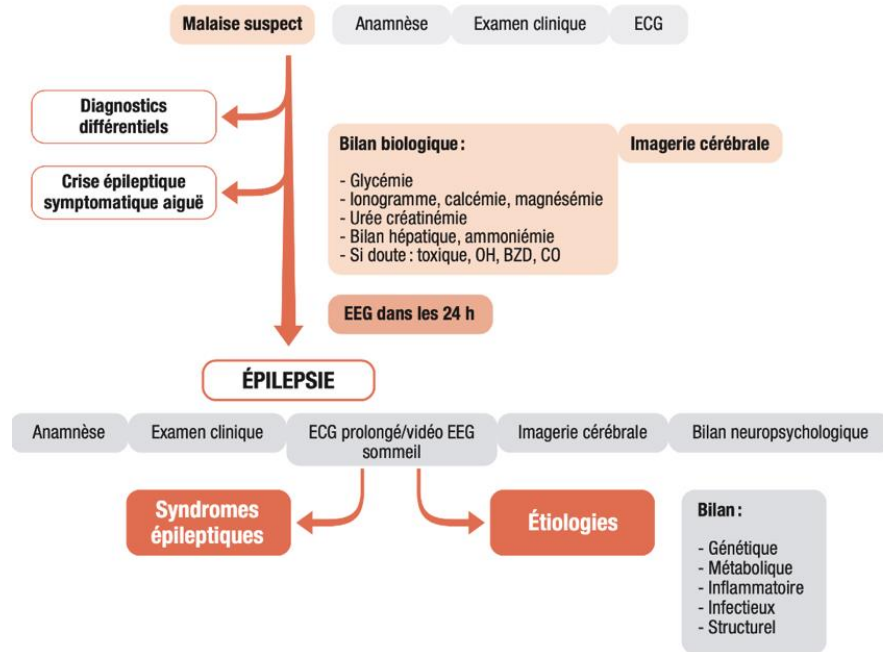 Malaise suspect
Anamnèse
Examen clinique
ECG
Diagnostics
différentiels
Crise épileptique
symptomatique aiguë
Bilan biologique :
- Glycémie
- Ionogramme, calcémie, magnésémie
- Urée créatinémie
- Bilan hépatique, ammoniémie
- Si doute : toxique, OH, BZD, CO
Imagerie cérébrale
EEG dans les 24 h
ÉPILEPSIE
Anamnèse
Examen clinique
ECG prolongé/vidéo EEG
sommeil
Imagerie cérébrale
Bilan neuropsychologique
Syndromes
épileptiques
Étiologies
Bilan :
- Génétique
- Métabolique
- Inflammatoire
- Infectieux
- Structurel